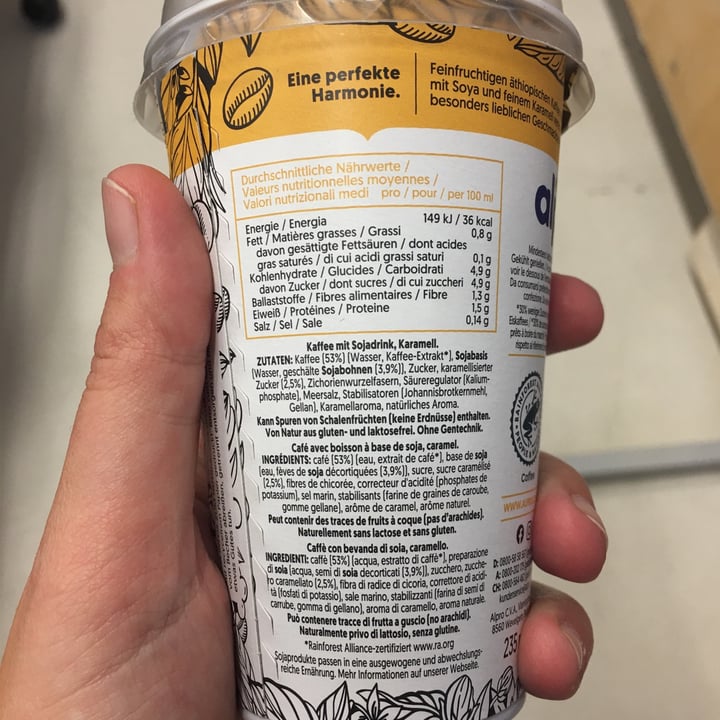 Eine perfekte
Harmonie.
Feinfruchtigen äthiopischen
mit Soya und feinem
besonders lieblichen
Durchschnittliche Nährwerte /
Valeurs nutritionnelles moyennes /
Valori nutrizionali medi pro / pour / per 100 ml
Energie / Energia 149 kJ / 36 kcal
Fett / Matières grasses / Grassi 0,8 g
davon gesättigte Fettsäuren / dont acides
gras saturés / di cui acidi grassi saturi 0,1 g
Kohlenhydrate / Glucides / Carboidrati 4,9 g
davon Zucker / dont sucres / di cui zuccheri 4,9 g
Ballaststoffe / Fibres alimentaires / Fibre 1,3 g
Eiweiß / Protéines / Proteine 1,5 g
Salz / Sel / Sale 0,14 g
Kaffee mit Sojadrink, Karamell.
ZUTATEN: Kaffee (53%) (Wasser, Kaffee-Extrakt*), Sojabasis
(Wasser, geschälte Sojabohnen (3,9%)), Zucker, karamellisierter
Zucker (2,5%), Zichorienwurzelfasern, Säureregulator (Kalium-
phosphate), Meersalz, Stabilisatoren (Johannisbrotkernmehl,
Gellan), Karamellaroma, natürliches Aroma.
Kann Spuren von Schalenfrüchten (keine Erdnüsse) enthalten.
Von Natur aus gluten- und laktosefrei. Ohne Gentechnik.
Café avec boisson à base de soja, caramel.
INGRÉDIENTS: café (53%) (eau, extrait de café*), base de soja
(eau, fèves de soja décortiquées (3,9%)), sucre, sucre caramélisé
(2,5%), fibres de chicorée, correcteur d'acidité (phosphates de
potassium), sel marin, stabilisants (farine de graines de caroube,
gomme gellane), arôme de caramel, arôme naturel.
Peut contenir des traces de fruits à coque (pas d'arachides).
Naturellement sans lactose et sans gluten.
Caffè con bevanda di soia, caramello.
INGREDIENTI: caffè (53%) (acqua, estratto di caffè*), preparazione
di soia (acqua, semi di soia decorticati (3,9%)), zucchero, zucche-
ro caramellato (2,5%), fibra di radice di cicoria, correttore di acidi-
tà (fosfati di potassio), sale marino, stabilizzanti (farina di semi di
carrube, gomma di gellano), aroma di caramello, aroma naturale.
Può contenere tracce di frutta a guscio (no arachidi).
Naturalmente privo di lattosio, senza glutine.
*Rainforest Alliance-zertifiziert www.ra.org
Sojaprodukte passen in eine ausgewogene und abwechslungs-
reiche Ernährung. Mehr Informationen auf unserer Webseite.
al
Alpro C.V.A.
8560
235